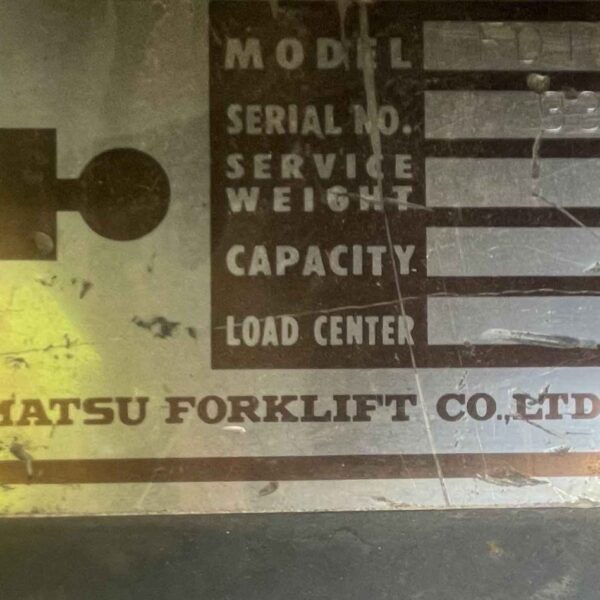 MODEL
SERIAL NO.
SERVICE
WEIGHT
CAPACITY
LOAD CENTER
MATSU FORKLIFT CO.,LTD